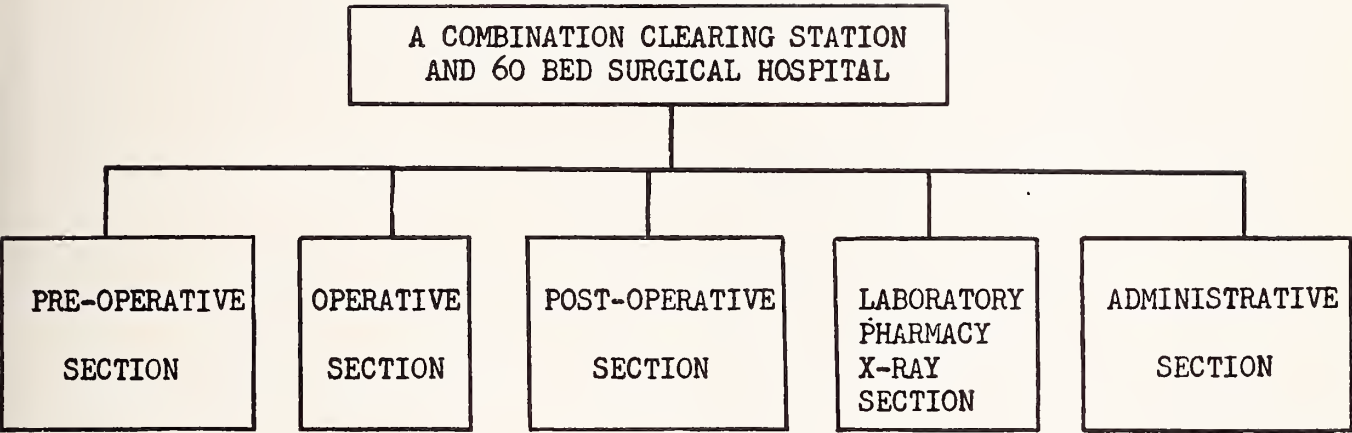 A COMBINATION CLEARING STATION
AND 60 BED SURGICAL HOSPITAL
PRE-OPERATIVE
SECTION
OPERATIVE
SECTION
POST-OPERATIVE
SECTION
LABORATORY
PHARMACY
X-RAY
SECTION
ADMINISTRATIVE
SECTION